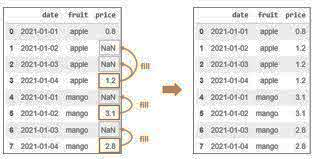 date fruit price
0 2021-01-01 apple 0.8
1 2021-01-02 apple NaN
2 2021-01-03 apple NaN
fill
3 2021-01-04 apple 1.2
4 2021-01-01 mango NaN
fill
5 2021-01-02 mango 3.1
6 2021-01-03 mango NaN
fill
7 2021-01-04 mango 2.8
date fruit price
0 2021-01-01 apple 0.8
1 2021-01-02 apple 1.2
2 2021-01-03 apple 1.2
3 2021-01-04 apple 1.2
4 2021-01-01 mango 3.1
5 2021-01-02 mango 3.1
6 2021-01-03 mango 2.8
7 2021-01-04 mango 2.8